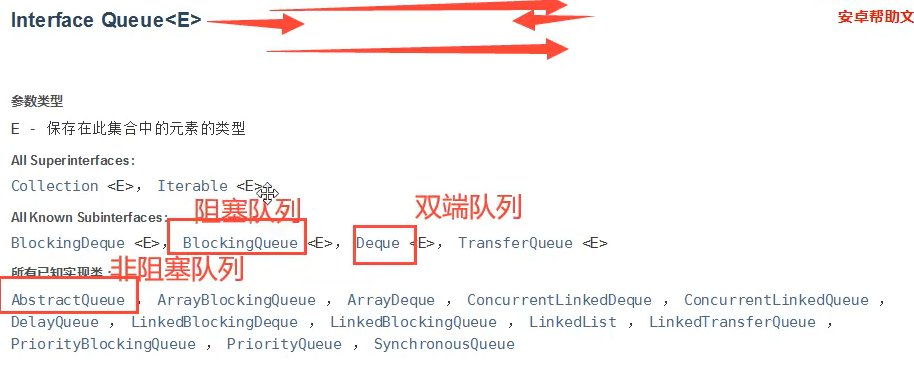 Interface Queue<E>
安卓帮助文
参数类型
E - 保存在此集合中的元素的类型
All Superinterfaces:
Collection <E>, Iterable <E>
阻塞队列
双端队列
All Known Subinterfaces:
BlockingDeque <E>, BlockingQueue <E>, Deque <E>, TransferQueue <E>
所有已知实现类:
非阻塞队列
AbstractQueue , ArrayBlockingQueue , ArrayDeque , ConcurrentLinkedDeque , ConcurrentLinkedQueue ,
DelayQueue , LinkedBlockingDeque , LinkedBlockingQueue , LinkedList , LinkedTransferQueue ,
PriorityBlockingQueue , PriorityQueue , SynchronousQueue